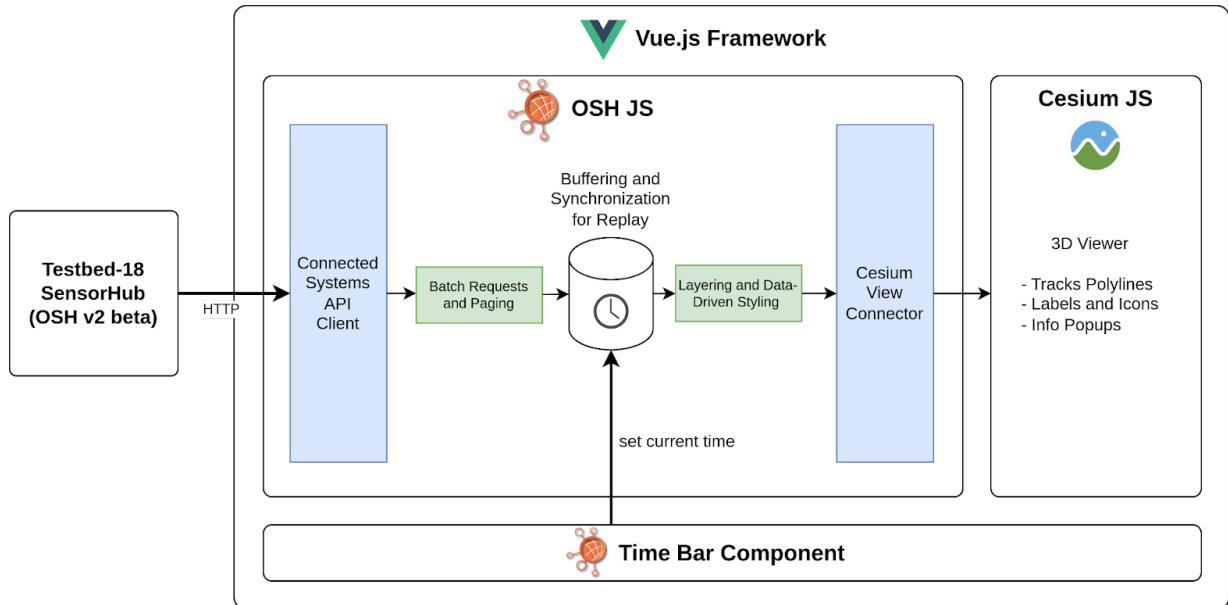 Vue.js Framework
OSH JS
Cesium JS
Buffering and
Synchronization
for Replay
Testbed-18
SensorHub
(OSH v2 beta)
HTTP
Connected
Systems
API
Client
Batch Requests
and Paging
Layering and Data-
Driven Styling
Cesium
View
Connector
3D Viewer
- Tracks Polylines
- Labels and Icons
- Info Popups
set current time
Time Bar Component